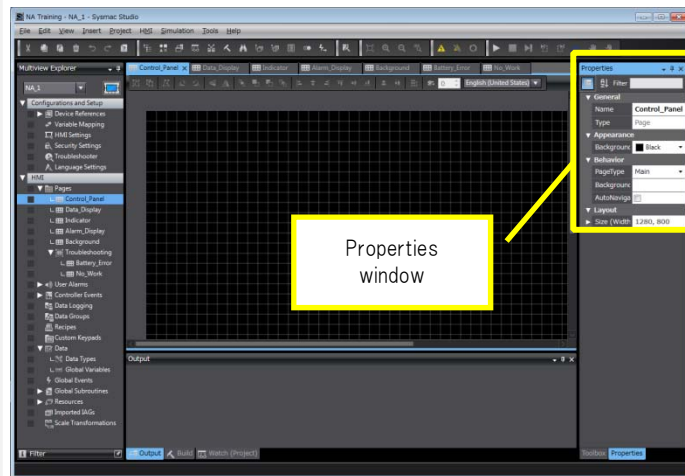 NA Training - NA_1 - Sysmac Studio
File Edit View Insert Project HMI Simulation Tools Help
Multiview Explorer
NA_1
Configurations and Setup
Device References
Variable Mapping
HMI Settings
Security Settings
Troubleshooter
Language Settings
HMI
Pages
Control_Panel
Data_Display
Indicator
Alarm_Display
Background
Troubleshooting
Battery_Error
No_Work
User Alarms
Controller Events
Data Logging
Data Groups
Recipes
Custom Keypads
Data
Data Types
Global Variables
Global Events
Global Subroutines
Resources
Imported IAGs
Scale Transformations
Filter
Control_Panel x Data_Display Indicator Alarm_Display Background Battery_Error No_Work
0 English (United States)
Properties
window
Output
Output Build Watch (Project)
Properties
Filter
General
Name Control_Panel
Type Page
Appearance
Background Black
Behavior
PageType Main
Background
AutoNaviga
Layout
Size (Width 1280, 800
Toolbox Properties